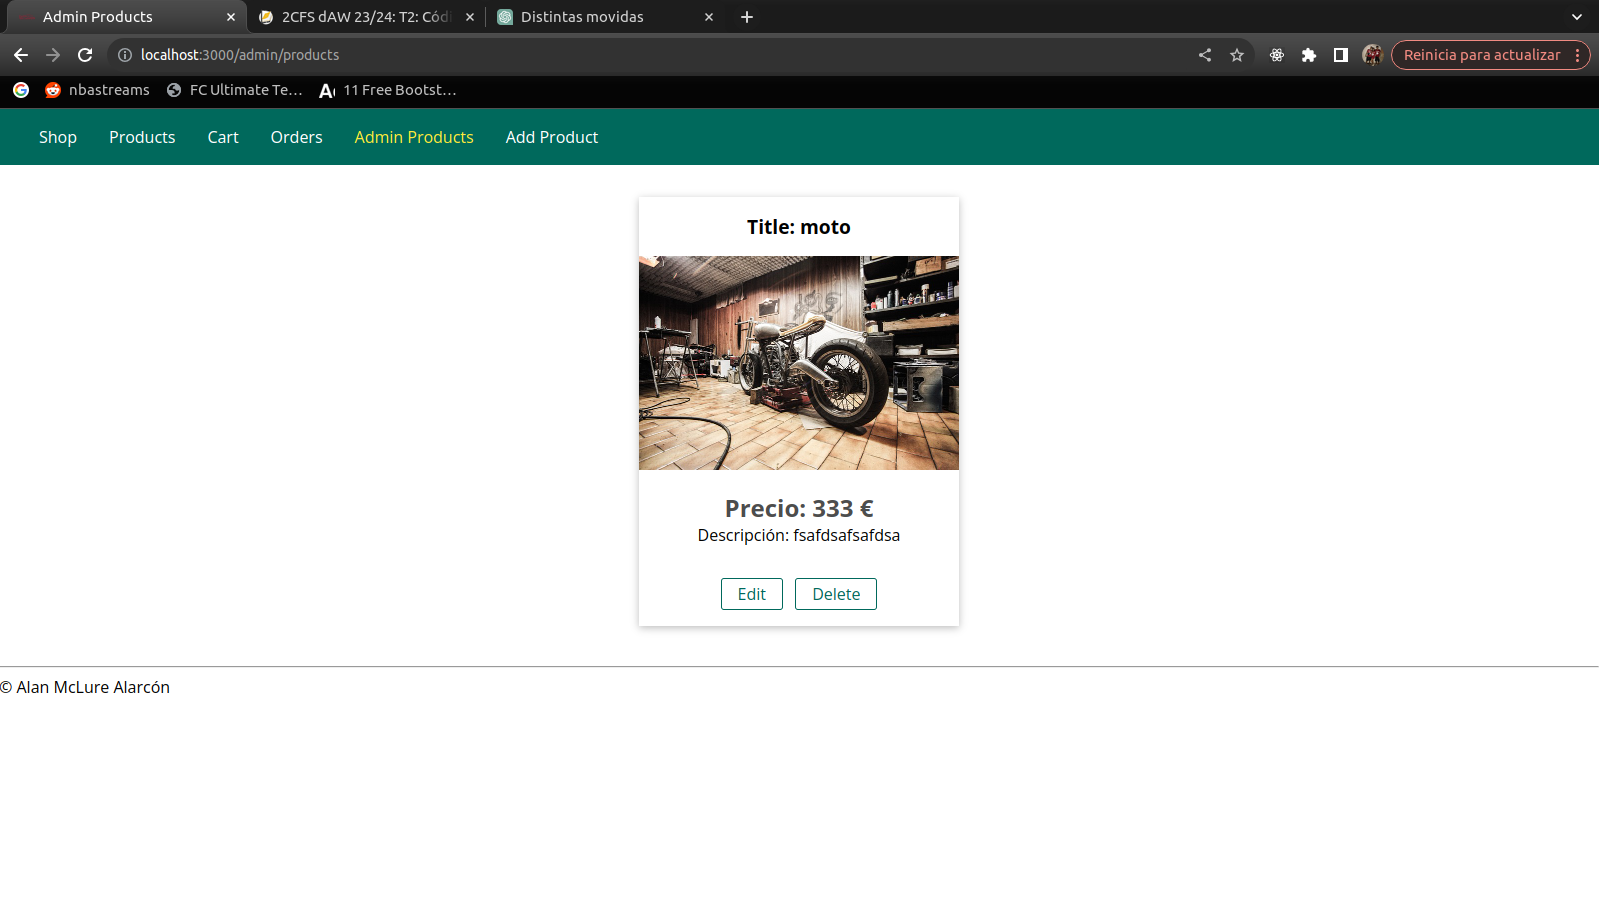 Admin Products
2CFS dAW 23/24: T2: Códi
Distintas movidas
localhost:3000/admin/products
Reinicia para actualizar
nbastreams
FC Ultimate Te...
11 Free Bootst...
Shop Products Cart Orders Admin Products Add Product
Title: moto
Precio: 333 €
Descripción: fsafdsafsafdsa
Edit Delete
© Alan McLure Alarcón